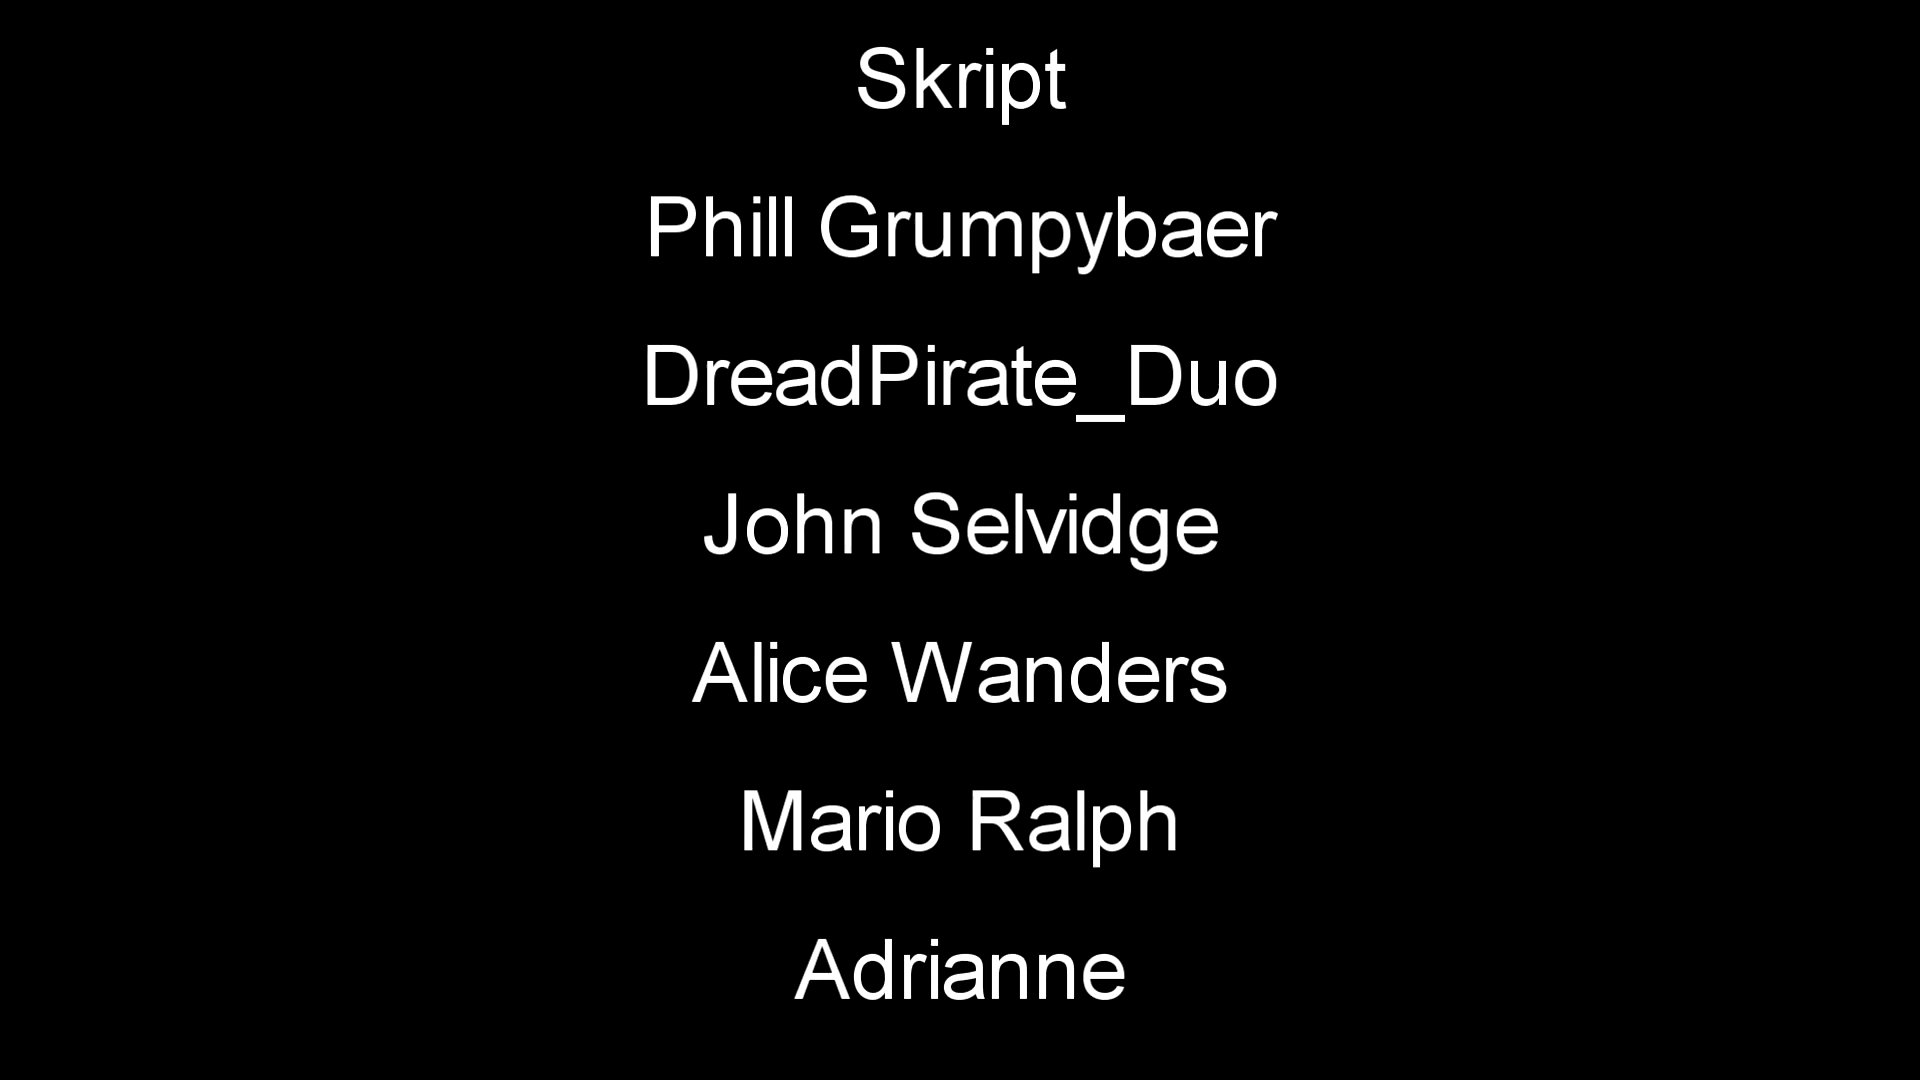 Skript
Phill Grumpybaer
DreadPirate_Duo
John Selvidge
Alice Wanders
Mario Ralph
Adrianne